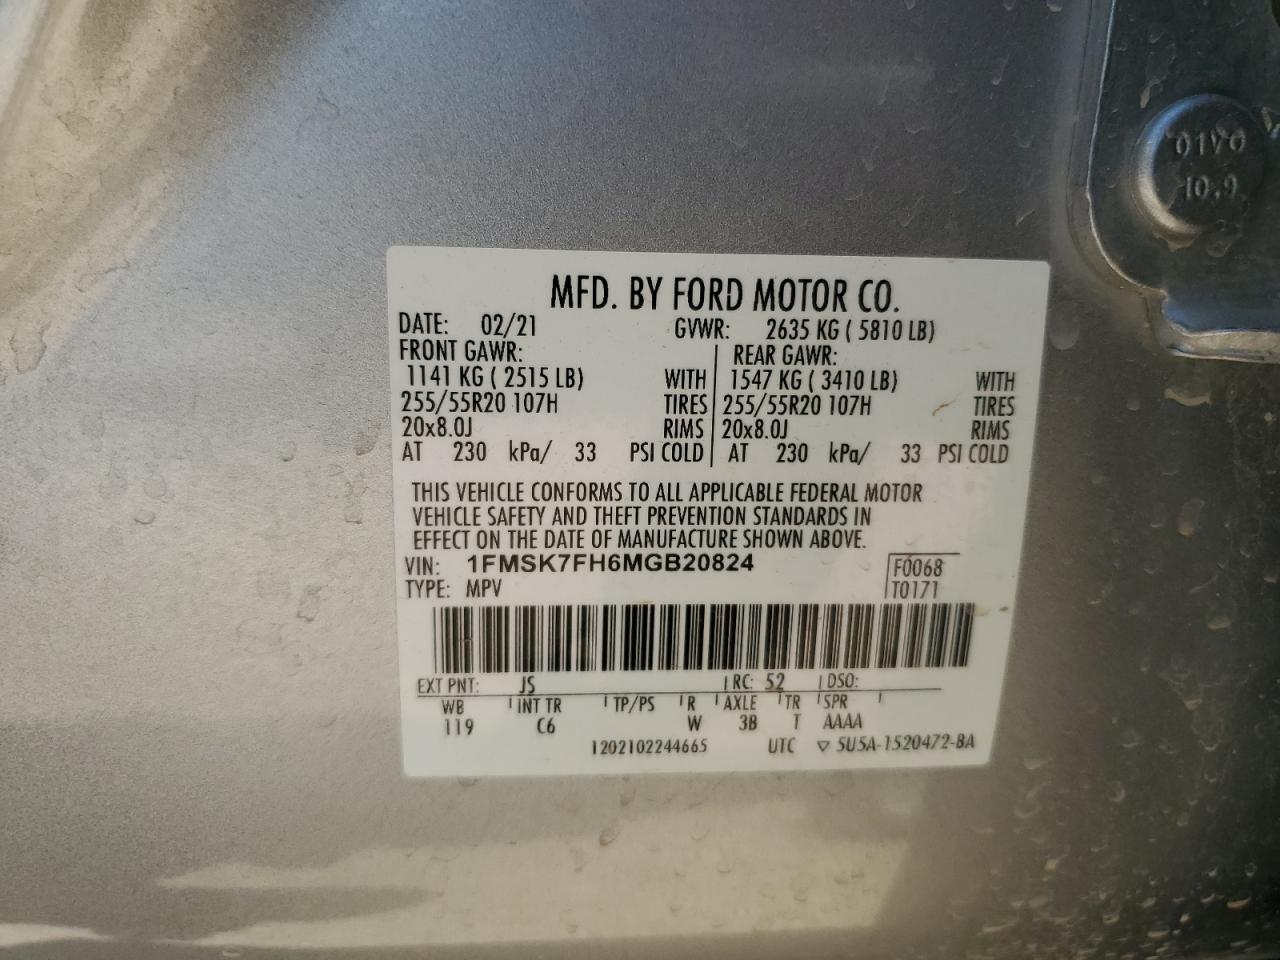 MFD. BY FORD MOTOR CO.
DATE: 02/21 GVWR: 2635 KG ( 5810 LB)
FRONT GAWR: REAR GAWR:
1141 KG ( 2515 LB) WITH 1547 KG ( 3410 LB) WITH
255/55R20 107H TIRES 255/55R20 107H TIRES
20x8.0J RIMS 20x8.0J RIMS
AT 230 kPa/ 33 PSI COLD AT 230 kPa/ 33 PSI COLD
THIS VEHICLE CONFORMS TO ALL APPLICABLE FEDERAL MOTOR
VEHICLE SAFETY AND THEFT PREVENTION STANDARDS IN
EFFECT ON THE DATE OF MANUFACTURE SHOWN ABOVE.
VIN: 1FMSK7FH6MGB20824 F0068
TYPE: MPV T0171
EXT PNT: JS RC: 52 DSO:
WB INT TR TP/PS R AXLE TR SPR
119 C6 W 3B T AAAA
1202102244665 UTC ▽ 5U5A-1520472-BA
10.9